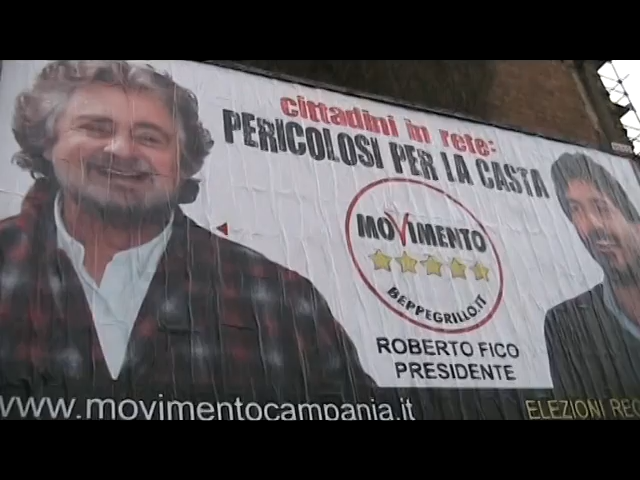 cittadini in rete:
PERICOLOSI PER LA CASTA
MOVIMENTO
BEPPEGRILLO.IT
ROBERTO FICO
PRESIDENTE
www.movimentocampania.it
ELEZIONI REG